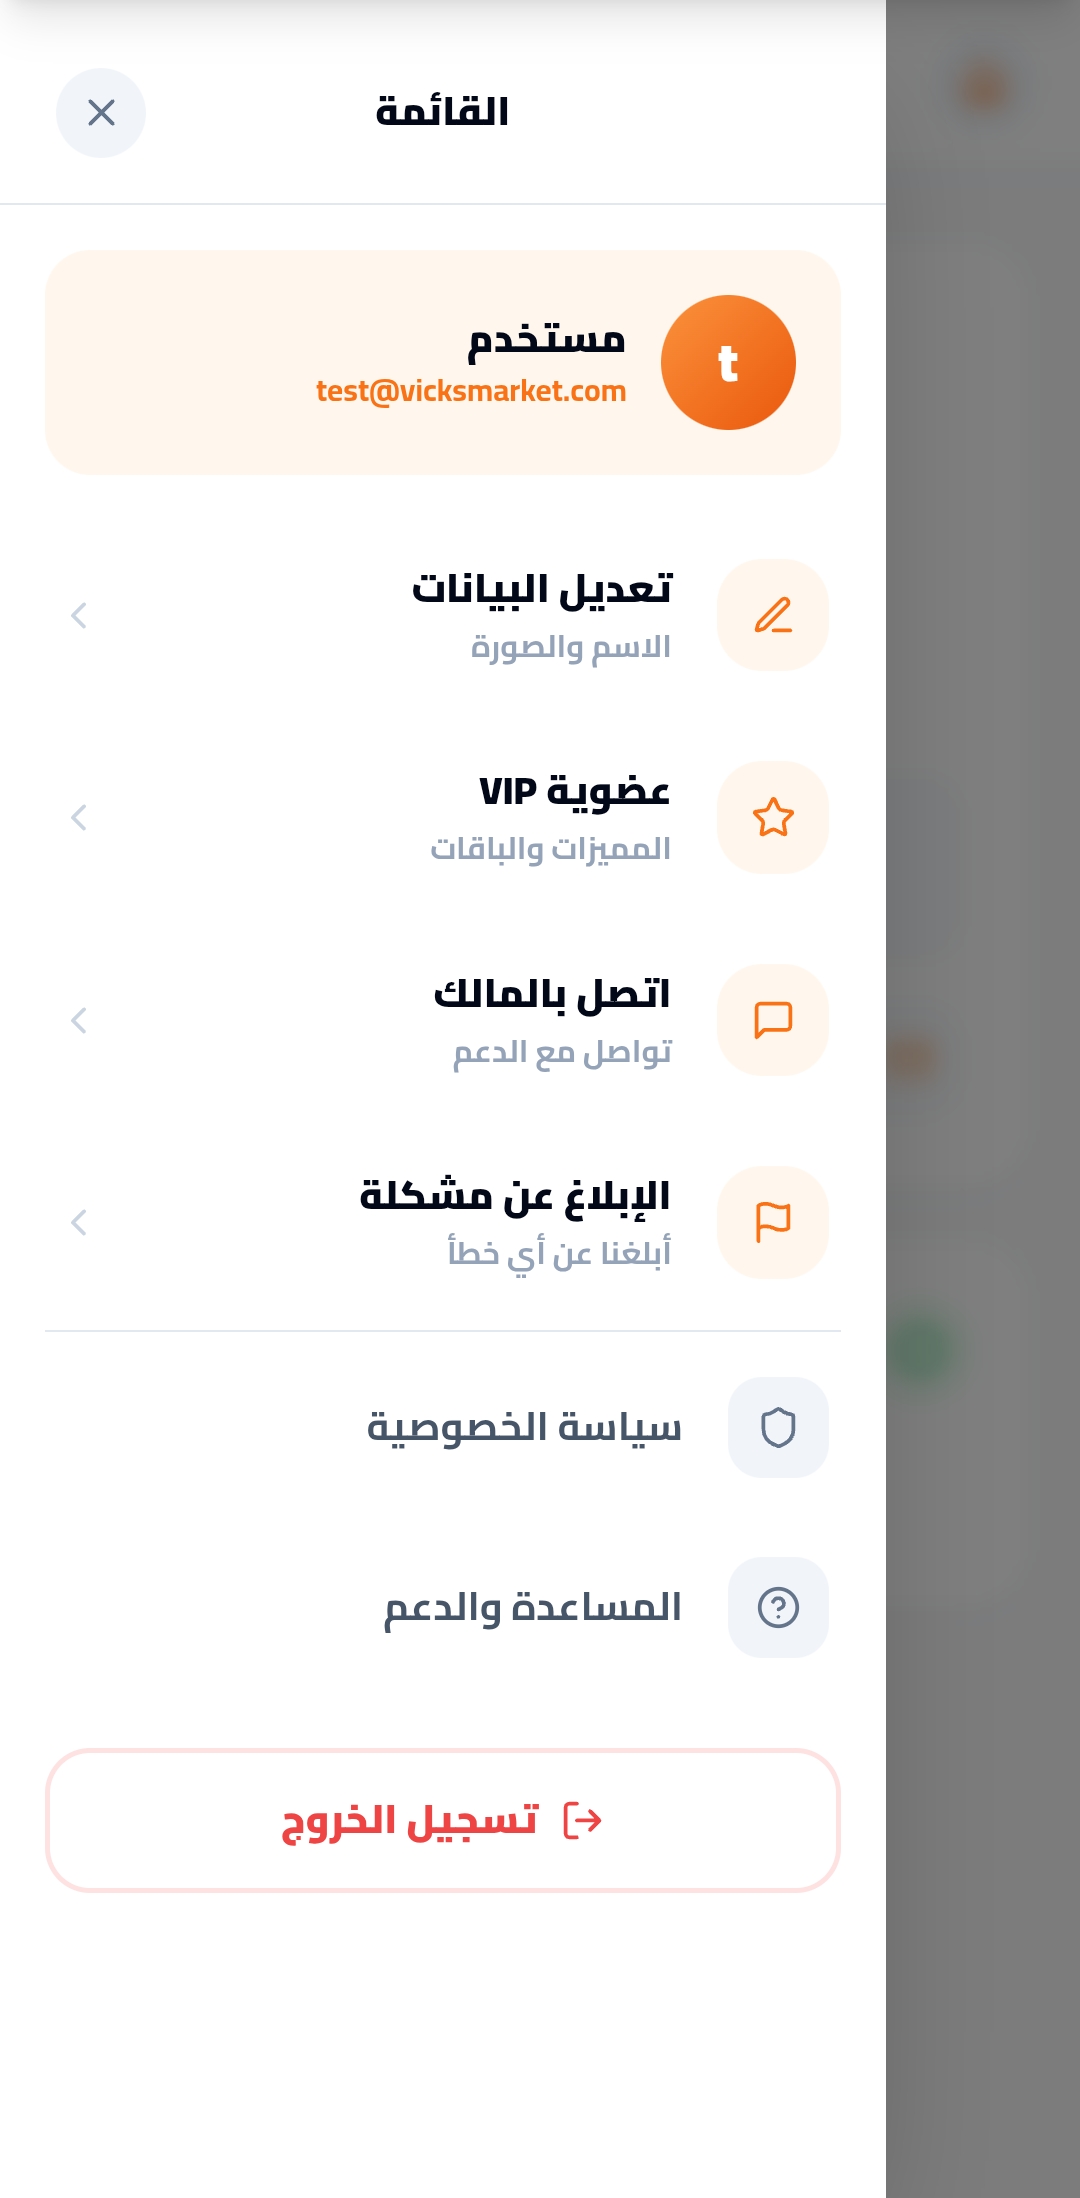 القائمة
t
مستخدم
test@vicksmarket.com
تعديل البيانات
الاسم والصورة
عضوية VIP
المميزات والباقات
اتصل بالمالك
تواصل مع الدعم
الإبلاغ عن مشكلة
أبلغنا عن أي خطأ
سياسة الخصوصية
المساعدة والدعم
تسجيل الخروج